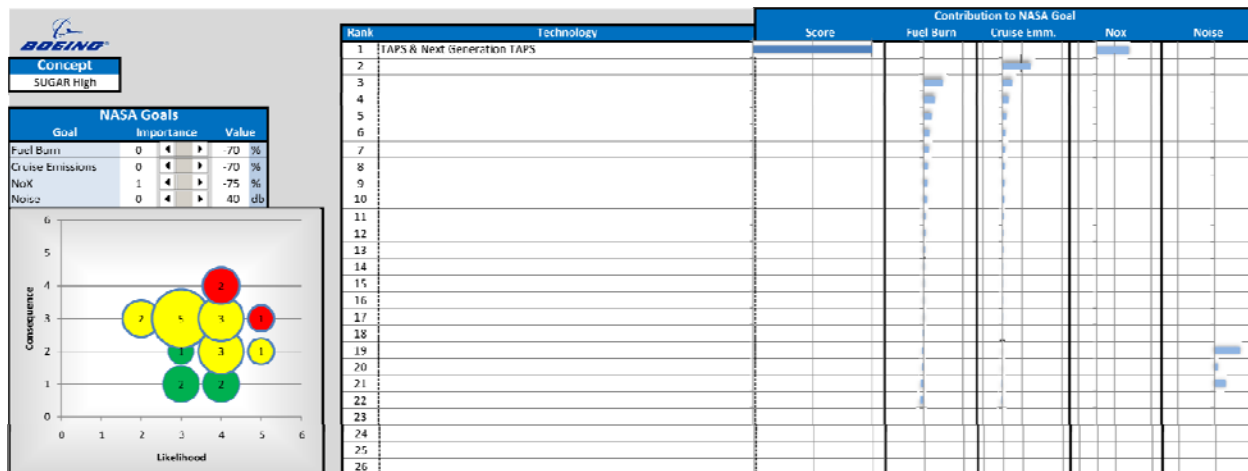 BOEING
Concept
SUGAR High
NASA Goals
Goal Importance Value
Fuel Burn 0 -70 %
Cruise Emissions 0 -70 %
NoX 1 -75 %
Noise 0 40 db
6
5
4
3
2
1
0
Consequence
2
2 5 3 1
1 3 1
2 2
0 1 2 3 4 5 6
Likelihood
Contribution to NASA Goal
Rank Technology Score Fuel Burn Cruise Emm. Nox Noise
1 TAPS & Next Generation TAPS
2
3
4
5
6
7
8
9
10
11
12
13
14
15
16
17
18
19
20
21
22
23
24
25
26